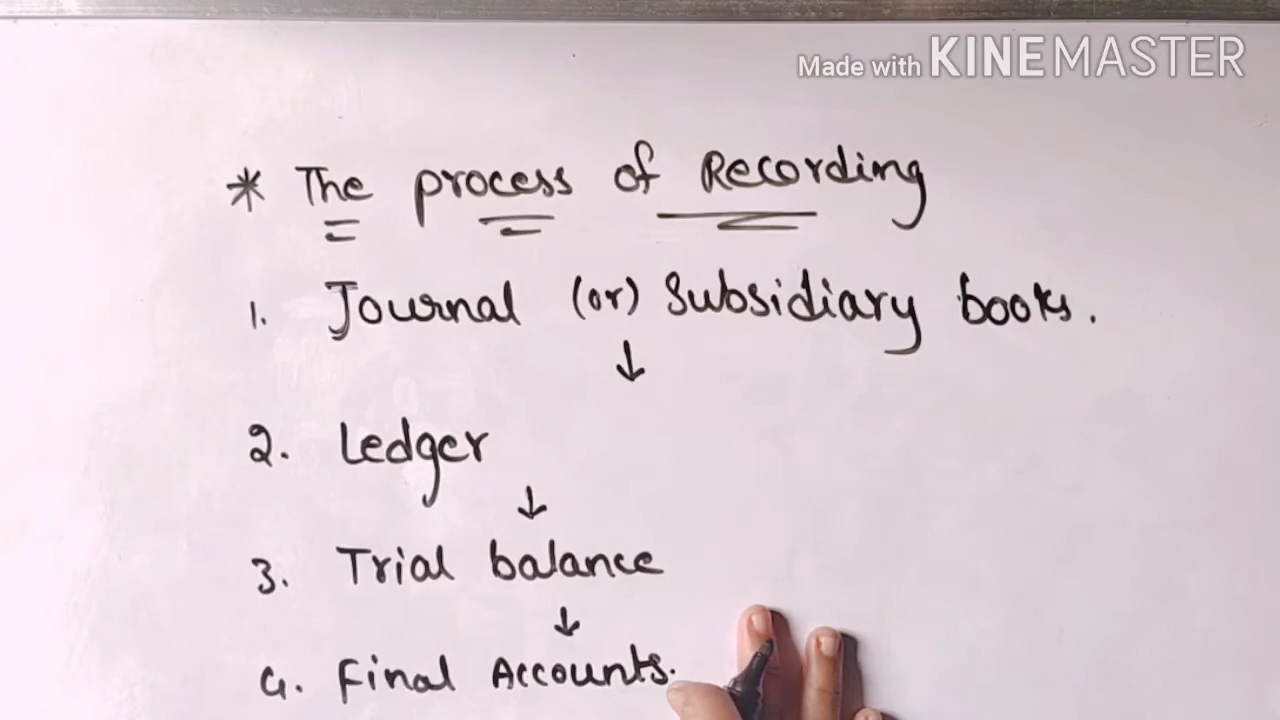 Made with KINEMASTER
* The process of Recording
1. Journal (or) Subsidiary books.
↓
2. Ledger
↓
3. Trial balance
↓
4. Final Accounts.